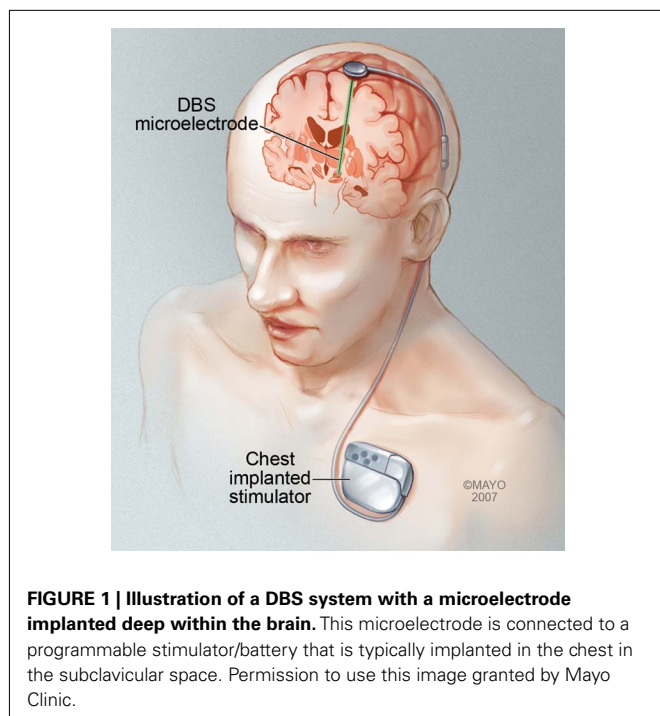 DBS
microelectrode
Chest
implanted
stimulator
©MAYO
2007
FIGURE 1 | Illustration of a DBS system with a microelectrode
implanted deep within the brain. This microelectrode is connected to a
programmable stimulator/battery that is typically implanted in the chest in
the subclavicular space. Permission to use this image granted by Mayo
Clinic.